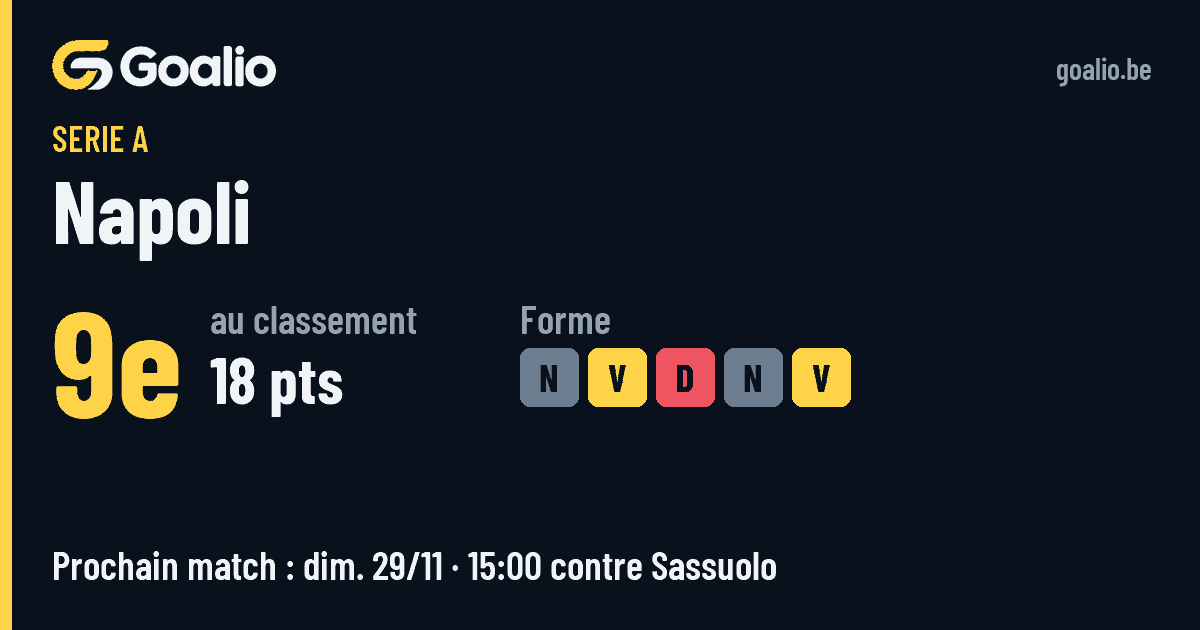 Goalio
goalio.be
SERIE A
Napoli
9e
au classement
18 pts
Forme
N V D N V
Prochain match : dim. 29/11 · 15:00 contre Sassuolo